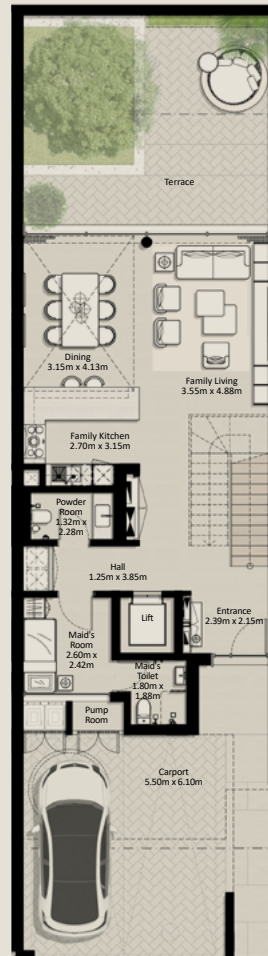 Terrace
Dining
3.15m x 4.13m
Family Living
3.55m x 4.88m
Family Kitchen
2.70m x 3.15m
Powder
Room
1.32m x
2.28m
Hall
1.25m x 3.85m
Lift
Entrance
2.39m x 2.15m
Maid's
Room
2.60m x
2.42m
Maid's
Toilet
1.80m x
1.88m
Pump
Room
Carport
5.50m x 6.10m